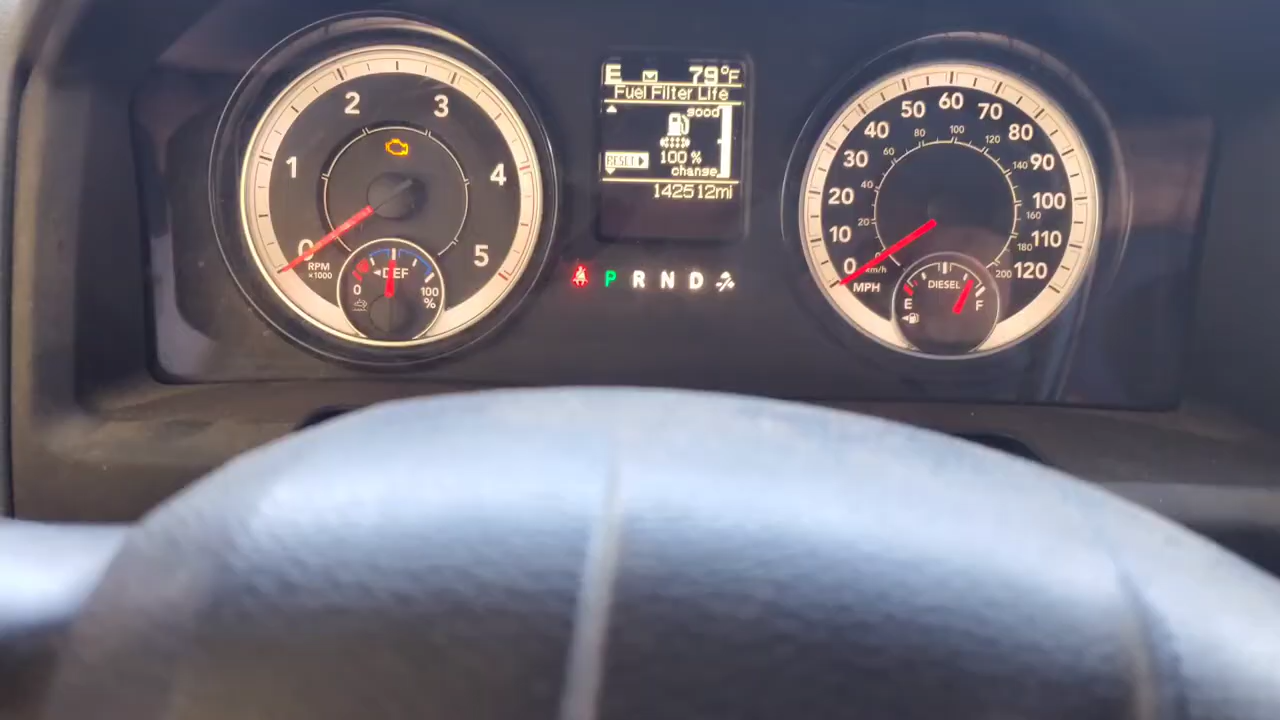 0
1
2
3
4
5
RPM
×1000
DEF
0
100
%
E
79°F
Fuel Filter Life
good
RESET
100 %
change
142512mi
P R N D
0
10
20
30
40
50
60
70
80
90
100
110
120
MPH
20
40
60
80
100
120
140
160
180
200
km/h
DIESEL
E
F